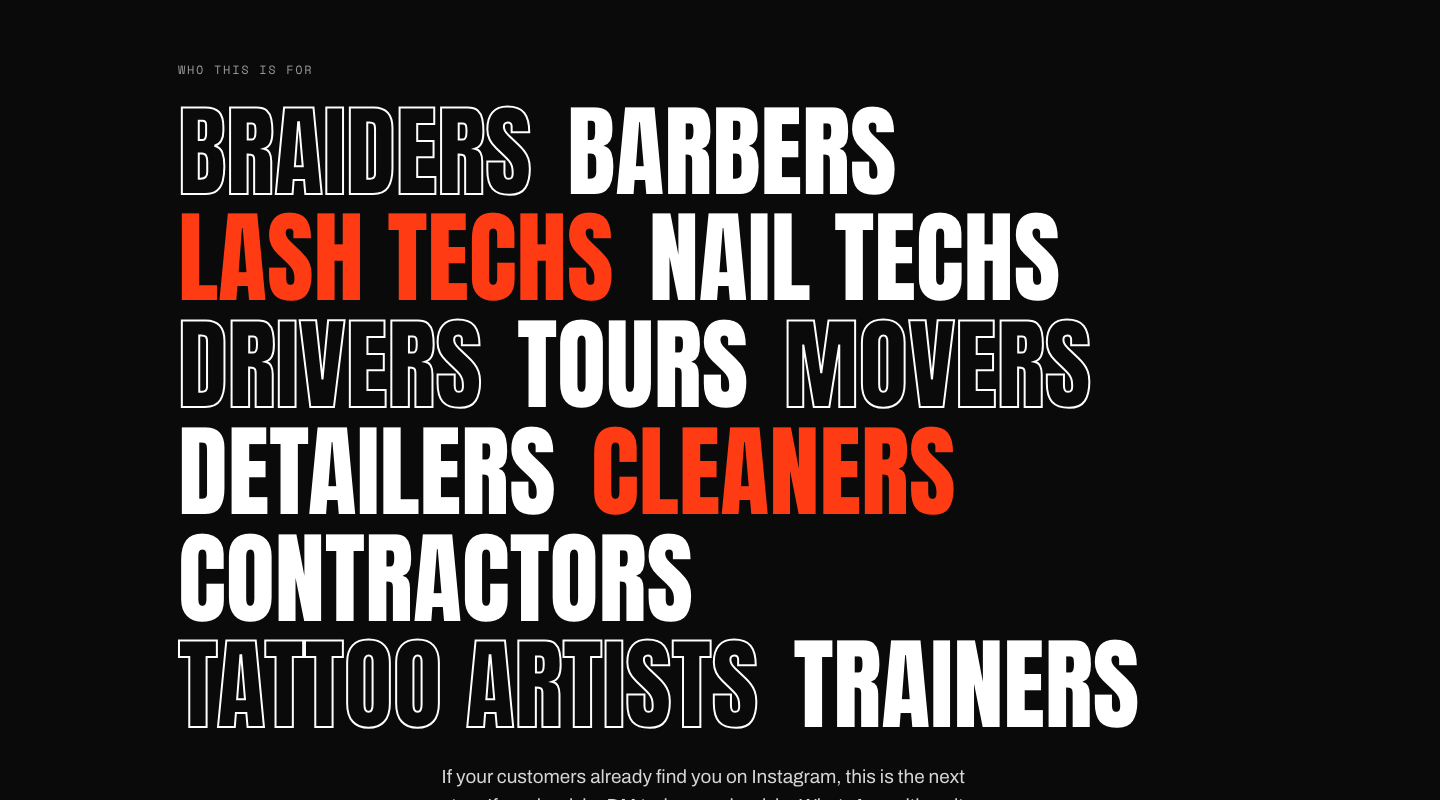 WHO THIS IS FOR
BRAIDERS BARBERS
LASH TECHS NAIL TECHS
DRIVERS TOURS MOVERS
DETAILERS CLEANERS
CONTRACTORS
TATTOO ARTISTS TRAINERS
If your customers already find you on Instagram, this is the next